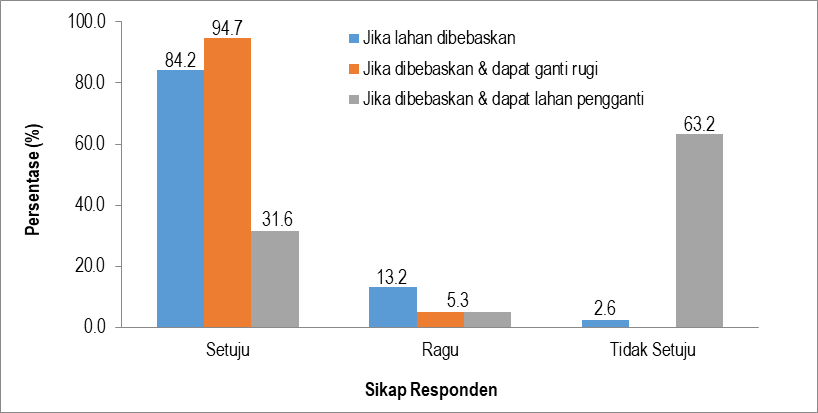 100.0
80.0
60.0
40.0
20.0
0.0
Persentase (%)
Jika lahan dibebaskan
Jika dibebaskan & dapat ganti rugi
Jika dibebaskan & dapat lahan pengganti
84.2
94.7
31.6
13.2
5.3
2.6
63.2
Setuju
Ragu
Tidak Setuju
Sikap Responden